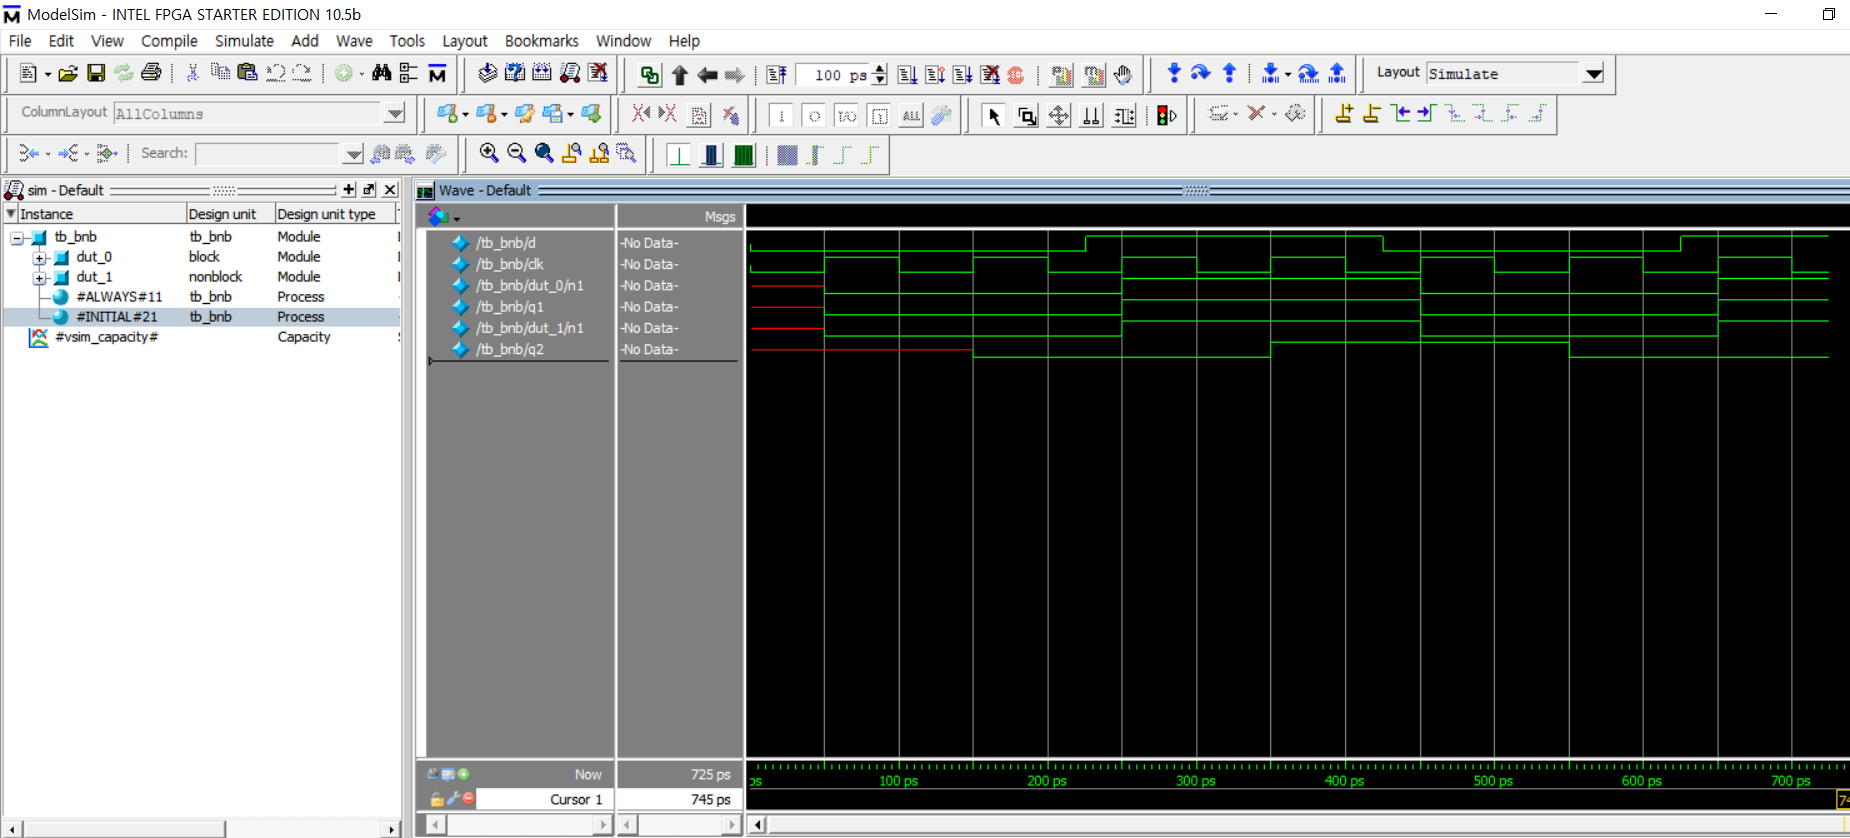 ModelSim - INTEL FPGA STARTER EDITION 10.5b
File Edit View Compile Simulate Add Wave Tools Layout Bookmarks Window Help
100 ps
Layout Simulate
ColumnLayout AllColumns
Search:
sim - Default
Wave - Default
Instance Design unit Design unit type
Msgs
tb_bnb tb_bnb Module
dut_0 block Module
dut_1 nonblock Module
#ALWAYS#11 tb_bnb Process
#INITIAL#21 tb_bnb Process
#vsim_capacity# Capacity
/tb_bnb/d -No Data-
/tb_bnb/clk -No Data-
/tb_bnb/dut_0/n1 -No Data-
/tb_bnb/q1 -No Data-
/tb_bnb/dut_1/n1 -No Data-
/tb_bnb/q2 -No Data-
Now 725 ps
ps 100 ps 200 ps 300 ps 400 ps 500 ps 600 ps 700 ps
Cursor 1 745 ps